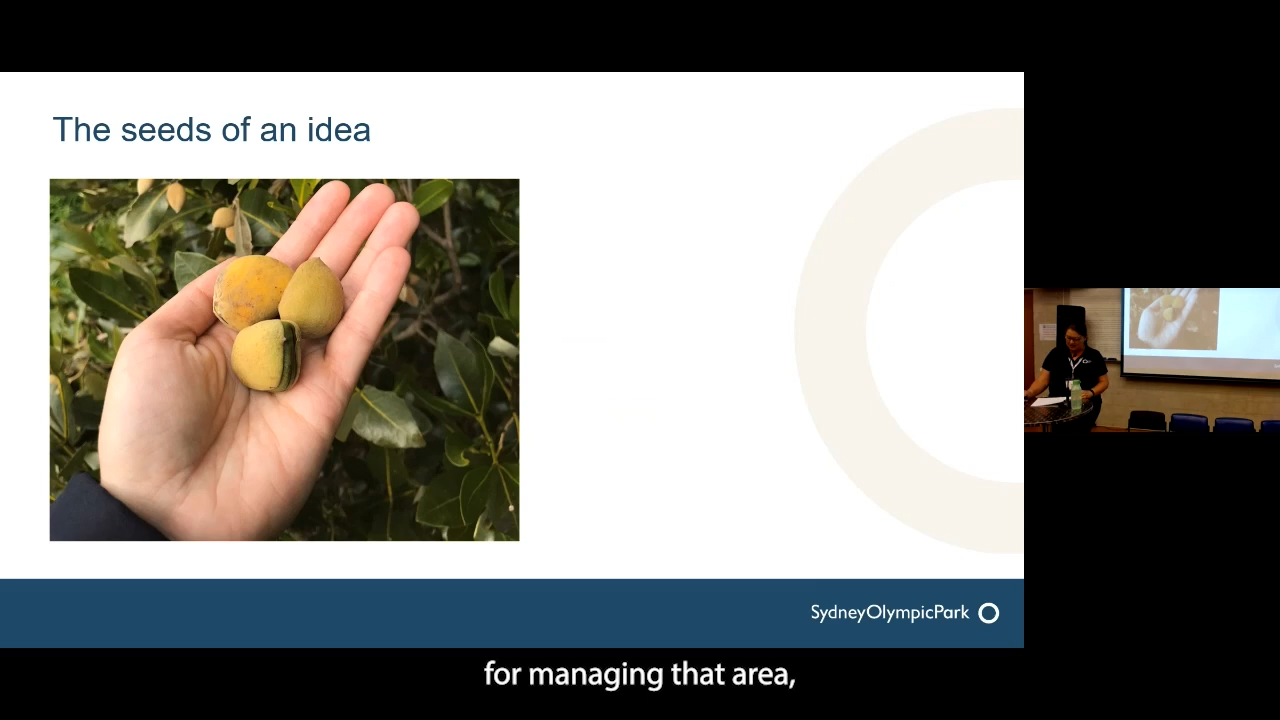 The seeds of an idea
SydneyOlympicPark
for managing that area,